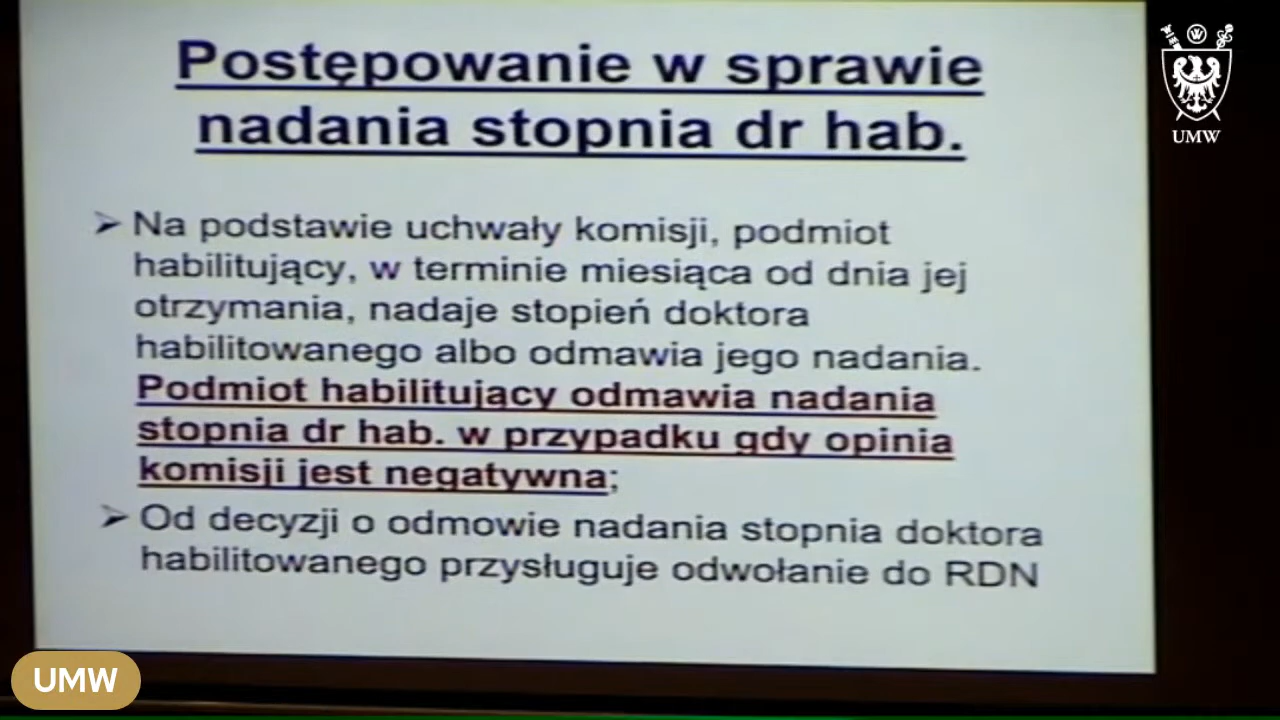 Postępowanie w sprawie
nadania stopnia dr hab.
➢ Na podstawie uchwały komisji, podmiot
habilitujący, w terminie miesiąca od dnia jej
otrzymania, nadaje stopień doktora
habilitowanego albo odmawia jego nadania.
Podmiot habilitujący odmawia nadania
stopnia dr hab. w przypadku gdy opinia
komisji jest negatywna;
➢ Od decyzji o odmowie nadania stopnia doktora
habilitowanego przysługuje odwołanie do RDN
W
UMW
UMW